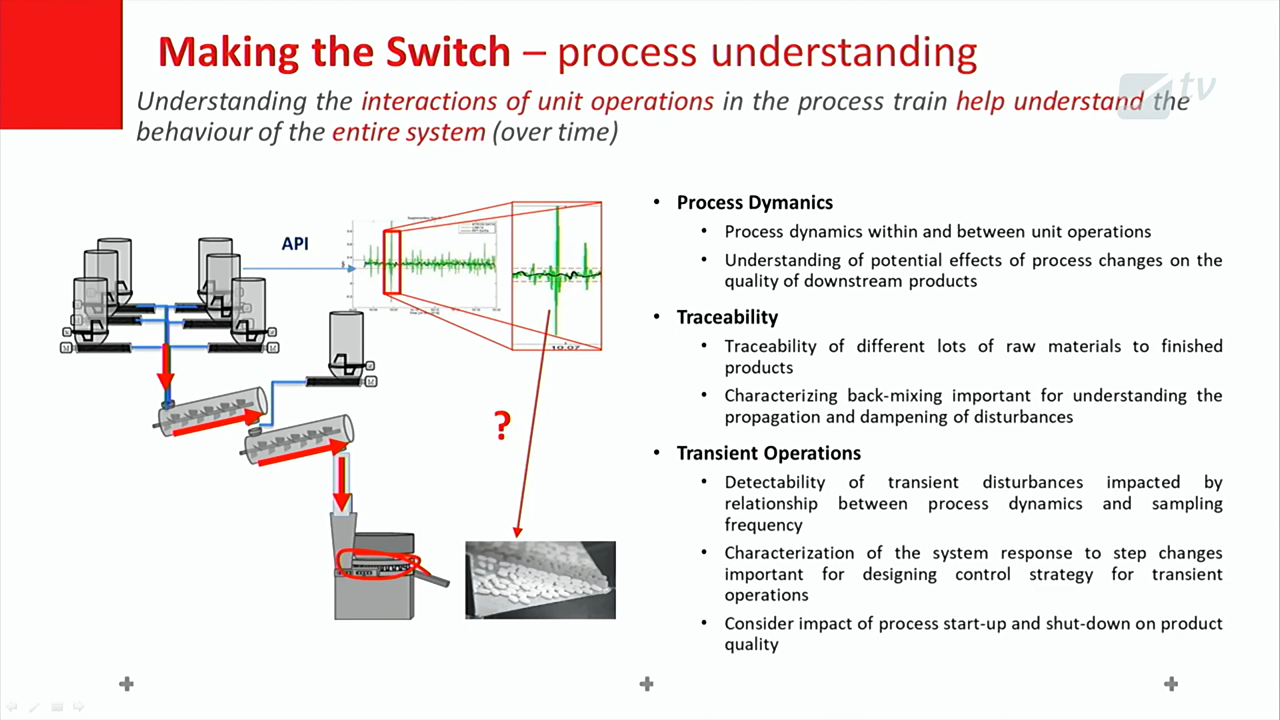 Making the Switch – process understanding
tv
Understanding the interactions of unit operations in the process train help understand the
behaviour of the entire system (over time)
API
10:07
?
• Process Dymanics
• Process dynamics within and between unit operations
• Understanding of potential effects of process changes on the
quality of downstream products
• Traceability
• Traceability of different lots of raw materials to finished
products
• Characterizing back-mixing important for understanding the
propagation and dampening of disturbances
• Transient Operations
• Detectability of transient disturbances impacted by
relationship between process dynamics and sampling
frequency
• Characterization of the system response to step changes
important for designing control strategy for transient
operations
• Consider impact of process start-up and shut-down on product
quality